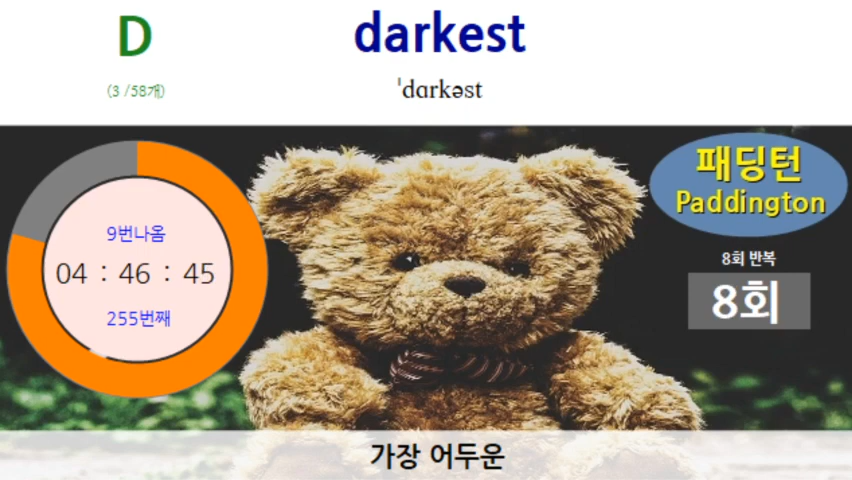 D
darkest
(3 /58개)
ˈdɑrkəst
패딩턴
Paddington
9번나옴
04 : 46 : 45
255번째
8회 반복
8회
가장 어두운